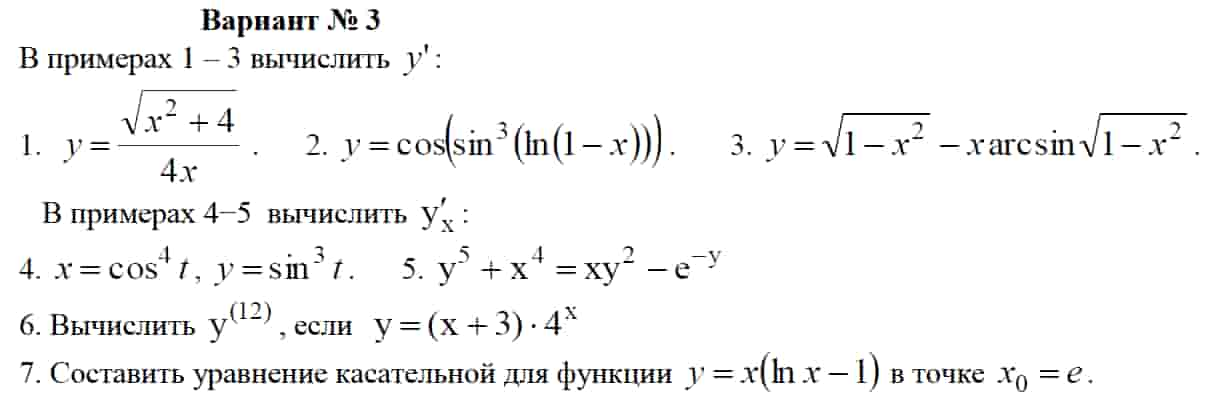 Вариант № 3
В примерах 1 – 3 вычислить y' :
1. y = √(x² + 4) / 4x . 2. y = cos(sin³(ln(1 − x))). 3. y = √(1 − x²) − x arcsin √(1 − x²) .
В примерах 4−5 вычислить y′ₓ :
4. x = cos⁴ t , y = sin³ t . 5. y⁵ + x⁴ = xy² − e⁻ʸ
6. Вычислить y⁽¹²⁾ , если y = (x + 3) · 4ˣ
7. Составить уравнение касательной для функции y = x(ln x − 1) в точке x₀ = e .